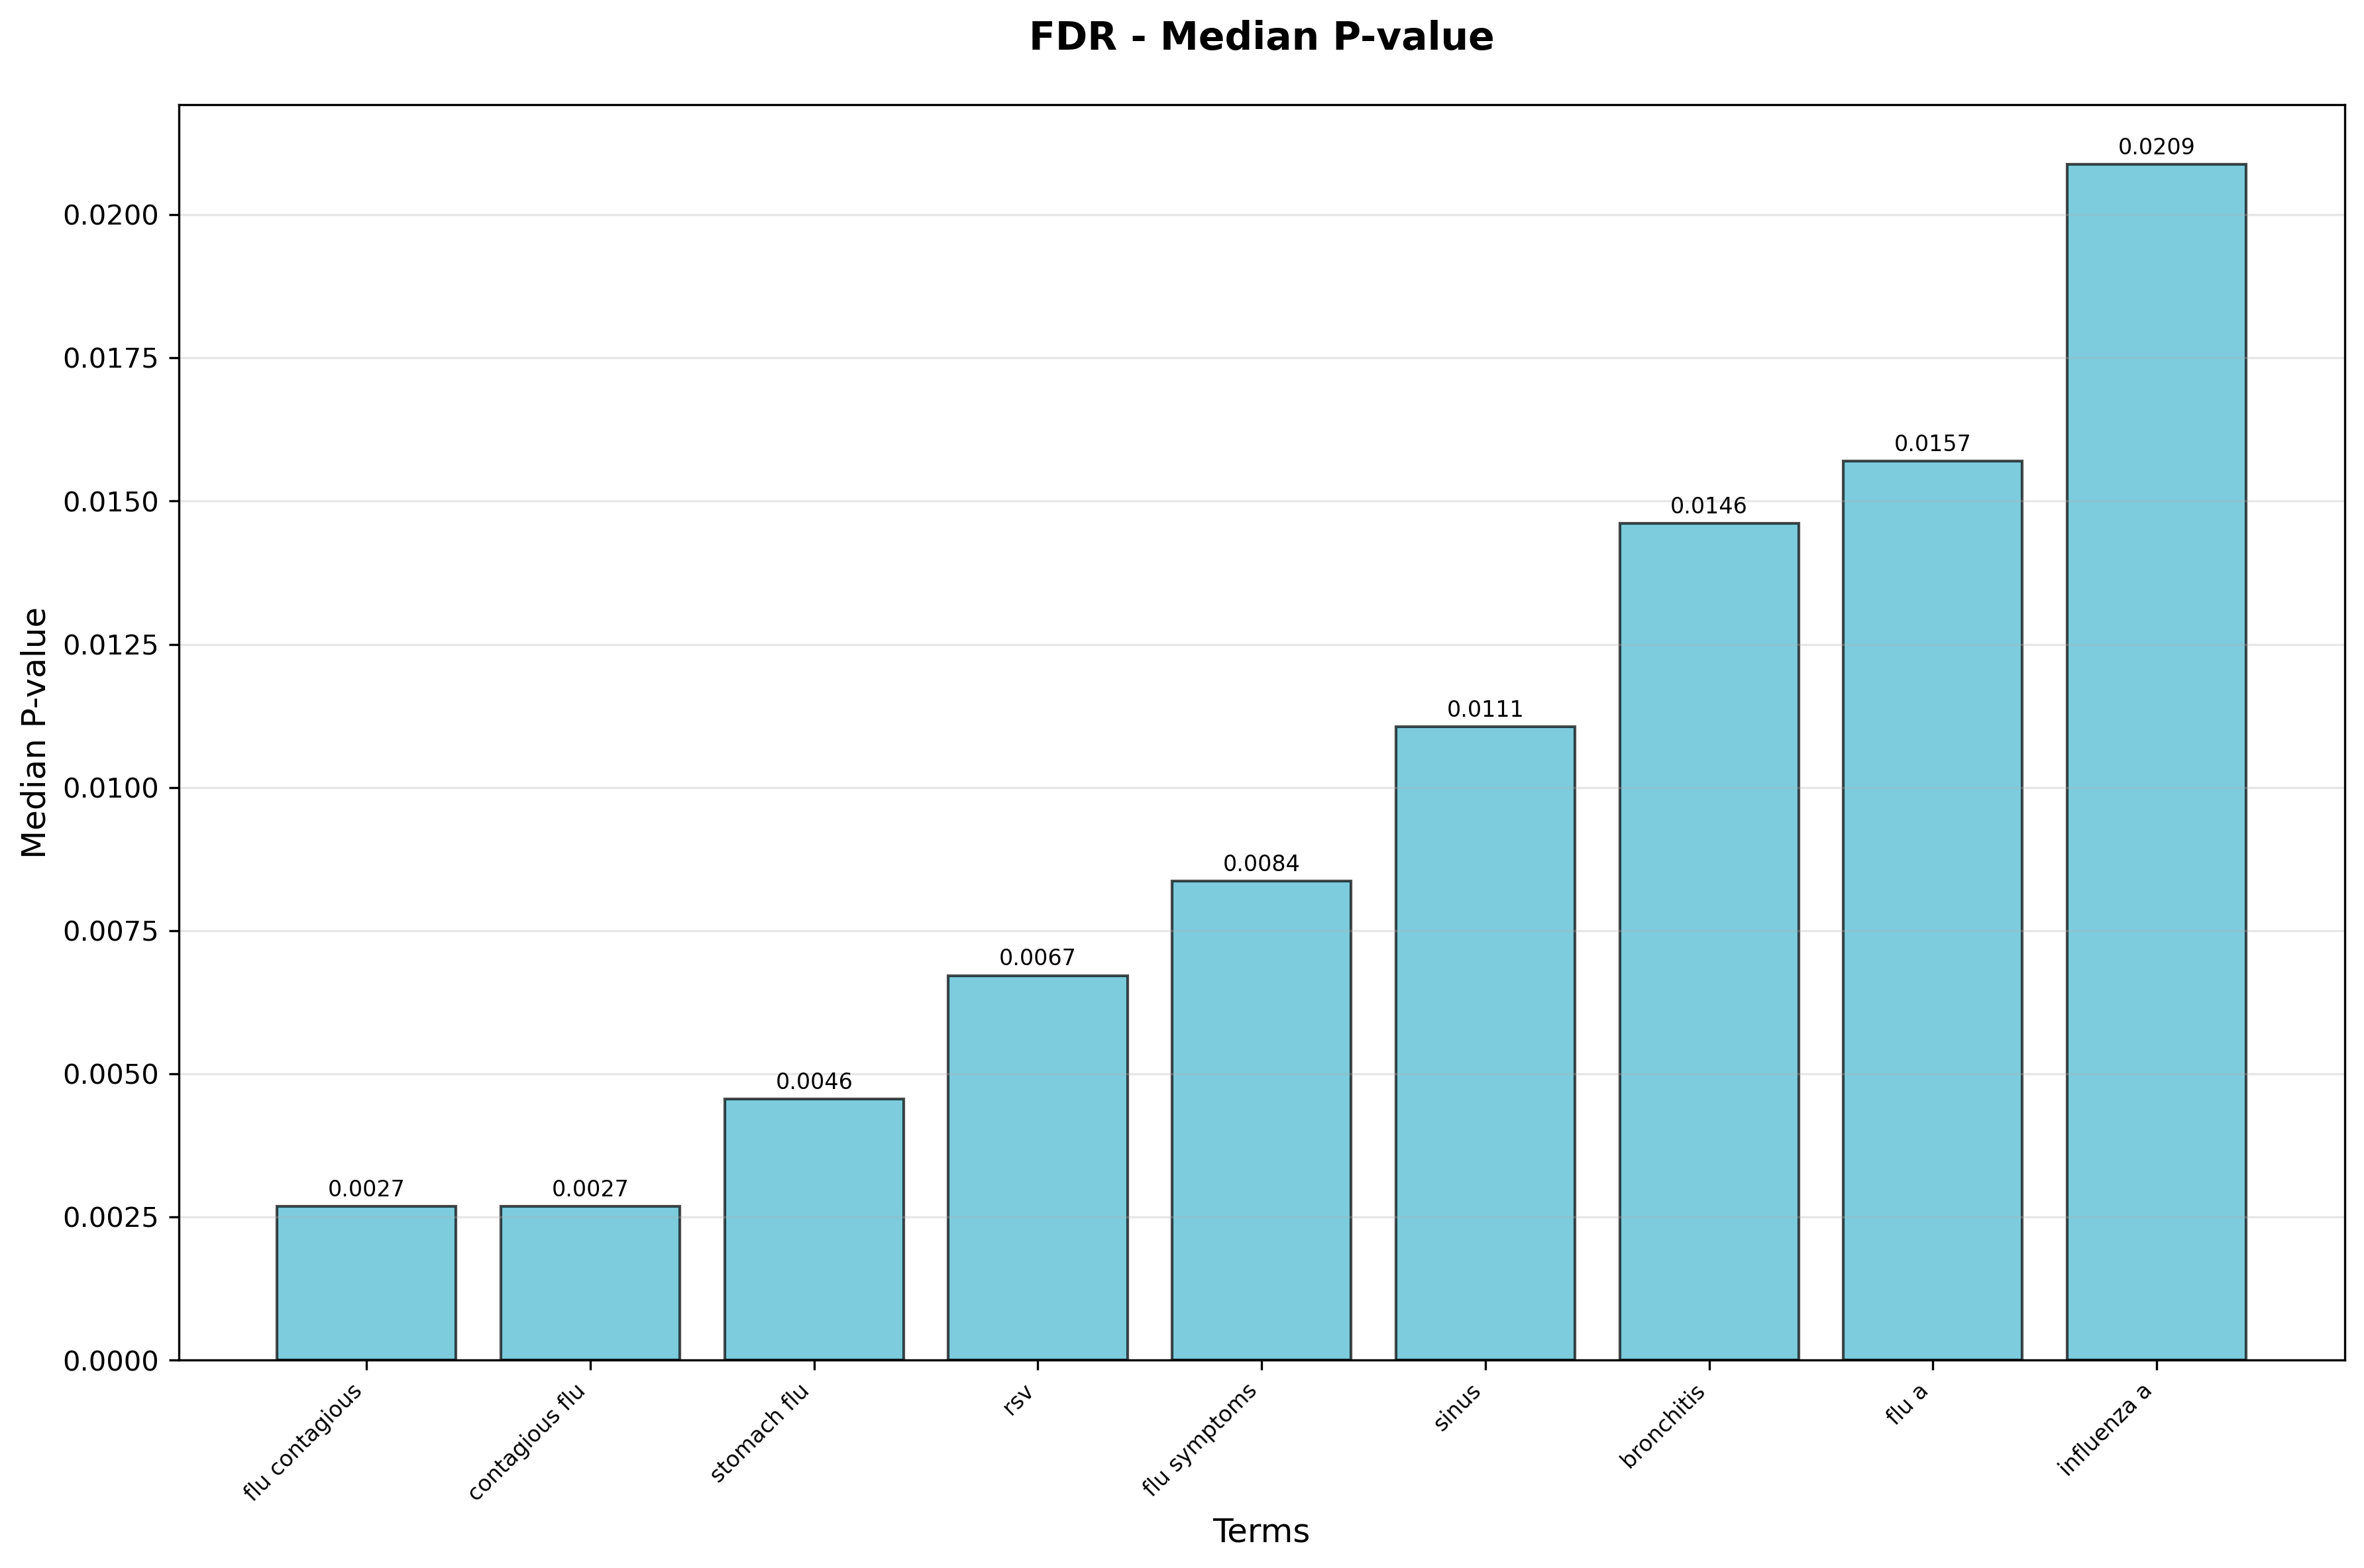 FDR - Median P-value
Median P-value
0.0200
0.0175
0.0150
0.0125
0.0100
0.0075
0.0050
0.0025
0.0000
0.0027
0.0027
0.0046
0.0067
0.0084
0.0111
0.0146
0.0157
0.0209
flu contagious
contagious flu
stomach flu
rsv
flu symptoms
sinus
bronchitis
flu a
influenza a
Terms